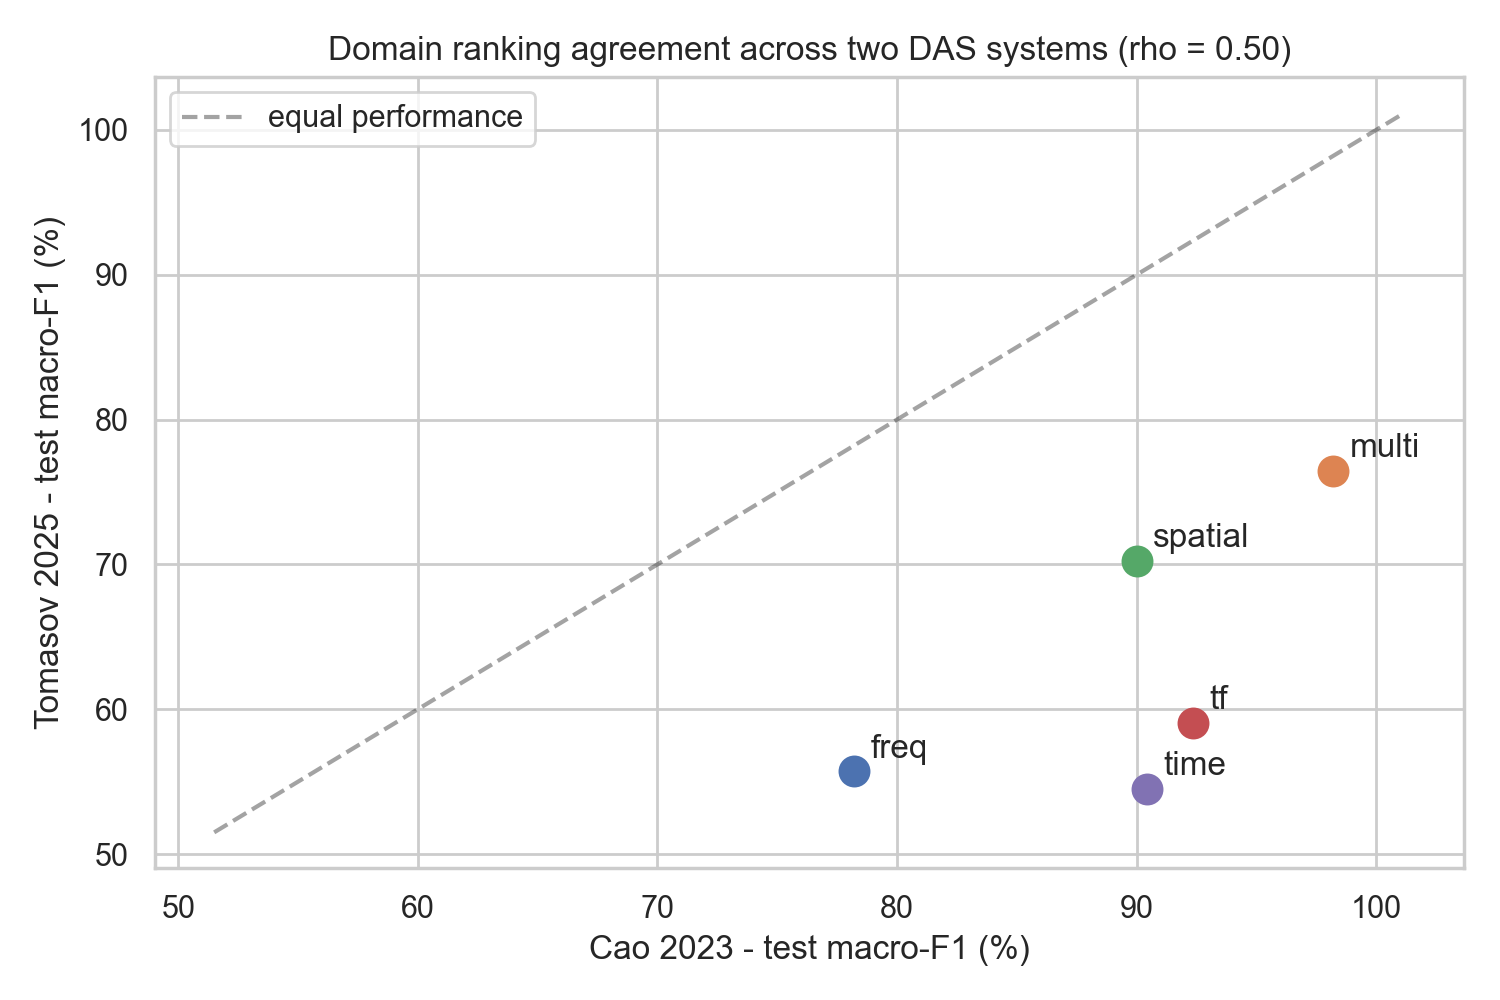 Domain ranking agreement across two DAS systems (rho = 0.50)
equal performance
100
90
80
70
60
50
Tomasov 2025 - test macro-F1 (%)
multi
spatial
tf
freq
time
50 60 70 80 90 100
Cao 2023 - test macro-F1 (%)